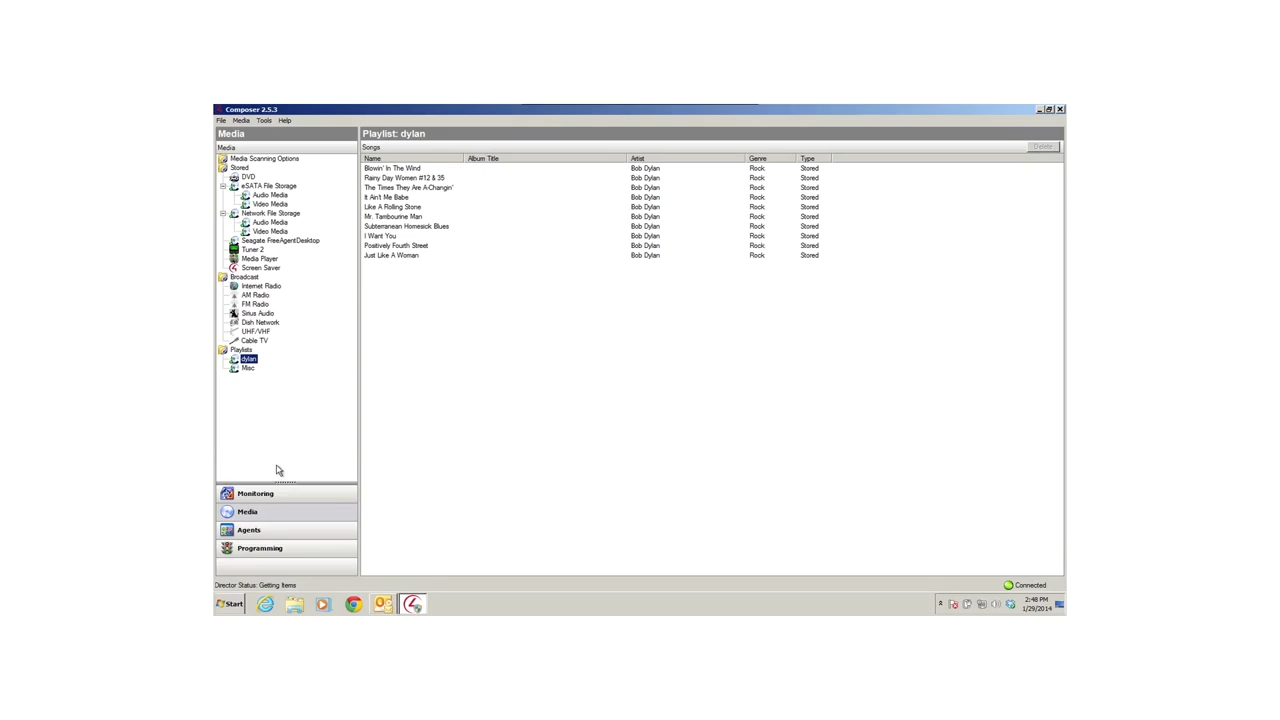 Composer 2.5.3
File Media Tools Help
Media
Media
Media Scanning Options
Stored
DVD
eSATA File Storage
Audio Media
Video Media
Network File Storage
Audio Media
Video Media
Seagate FreeAgentDesktop
Tuner 2
Media Player
Screen Saver
Broadcast
Internet Radio
AM Radio
FM Radio
Sirius Audio
Dish Network
UHF/VHF
Cable TV
Playlists
dylan
Misc
Monitoring
Media
Agents
Programming
Playlist: dylan
Songs Delete
Name Album Title Artist Genre Type
Blowin' In The Wind Bob Dylan Rock Stored
Rainy Day Women #12 & 35 Bob Dylan Rock Stored
The Times They Are A-Changin' Bob Dylan Rock Stored
It Ain't Me Babe Bob Dylan Rock Stored
Like A Rolling Stone Bob Dylan Rock Stored
Mr. Tambourine Man Bob Dylan Rock Stored
Subterranean Homesick Blues Bob Dylan Rock Stored
I Want You Bob Dylan Rock Stored
Positively Fourth Street Bob Dylan Rock Stored
Just Like A Woman Bob Dylan Rock Stored
Director Status: Getting Items Connected
Start 2:48 PM
1/29/2014